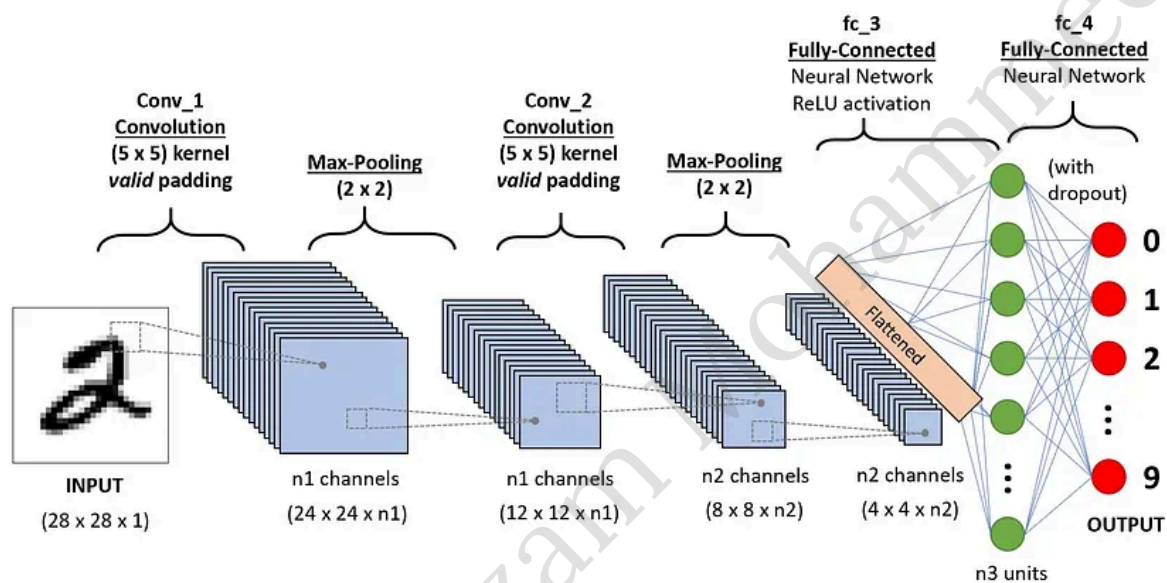 Conv_1
Convolution
(5 x 5) kernel
valid padding
Max-Pooling
(2 x 2)
Conv_2
Convolution
(5 x 5) kernel
valid padding
Max-Pooling
(2 x 2)
fc_3
Fully-Connected
Neural Network
ReLU activation
fc_4
Fully-Connected
Neural Network
(with
dropout)
Flattened
0
1
2
9
OUTPUT
INPUT
(28 x 28 x 1)
n1 channels
(24 x 24 x n1)
n1 channels
(12 x 12 x n1)
n2 channels
(8 x 8 x n2)
n2 channels
(4 x 4 x n2)
n3 units
2